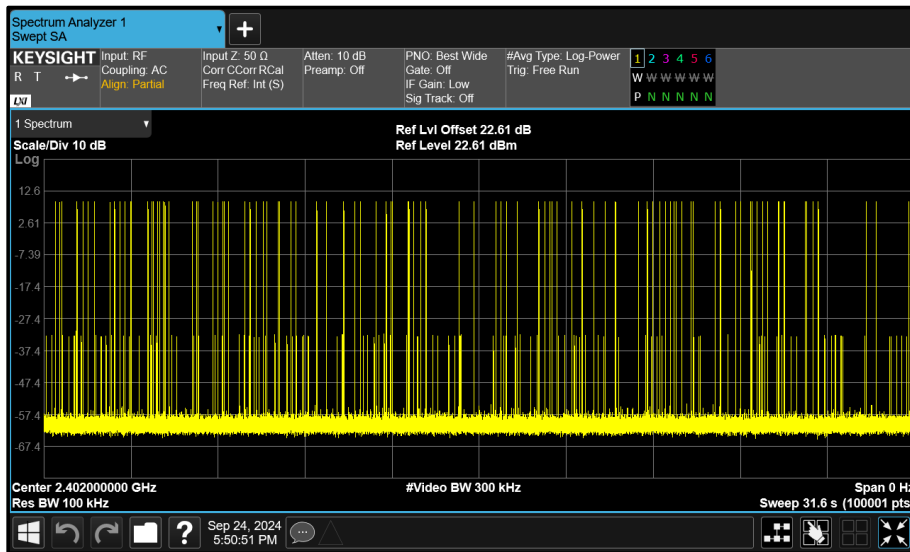 Spectrum Analyzer 1
Swept SA
+
KEYSIGHT Input: RF Input Z: 50 Ω Atten: 10 dB PNO: Best Wide #Avg Type: Log-Power 1 2 3 4 5 6
R T Coupling: AC Corr CCorr RCal Preamp: Off Gate: Off Trig: Free Run W W W W W W
Align: Partial Freq Ref: Int (S) IF Gain: Low P N N N N N
LXI Sig Track: Off
1 Spectrum Ref Lvl Offset 22.61 dB
Scale/Div 10 dB Ref Level 22.61 dBm
Log
12.6
2.61
-7.39
-17.4
-27.4
-37.4
-47.4
-57.4
-67.4
Center 2.402000000 GHz #Video BW 300 kHz Span 0 Hz
Res BW 100 kHz Sweep 31.6 s (100001 pts
? Sep 24, 2024
5:50:51 PM